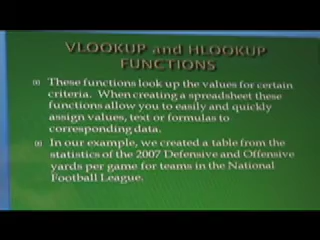 VLOOKUP and HLOOKUP
FUNCTIONS
These functions look up the values for certain
criteria. When creating a spreadsheet these
functions allow you to easily and quickly
assign values, text or formulas to
corresponding data.
In our example, we created a table from the
statistics of the 2007 Defensive and Offensive
yards per game for teams in the National
Football League.